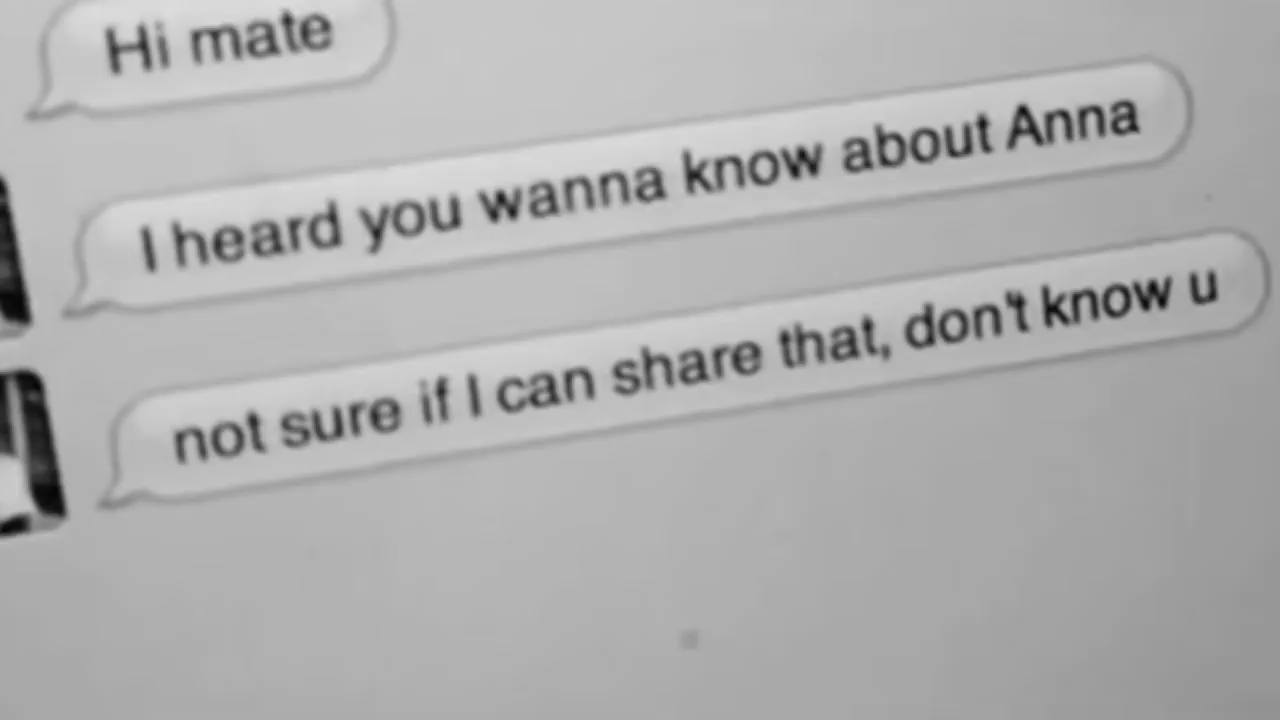 Hi mate
I heard you wanna know about Anna
not sure if I can share that, don't know u